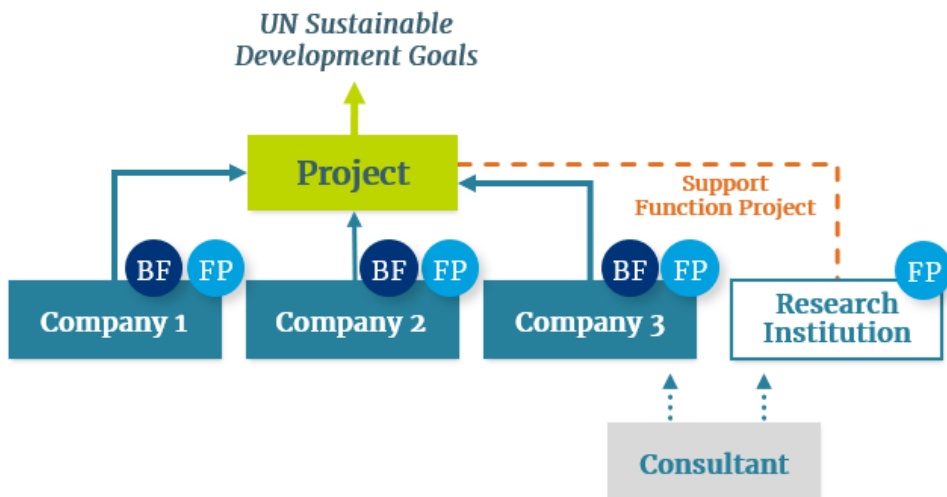 UN Sustainable
Development Goals
Project
Support
Function Project
BF FP
BF FP
BF FP
FP
Company 1
Company 2
Company 3
Research
Institution
Consultant